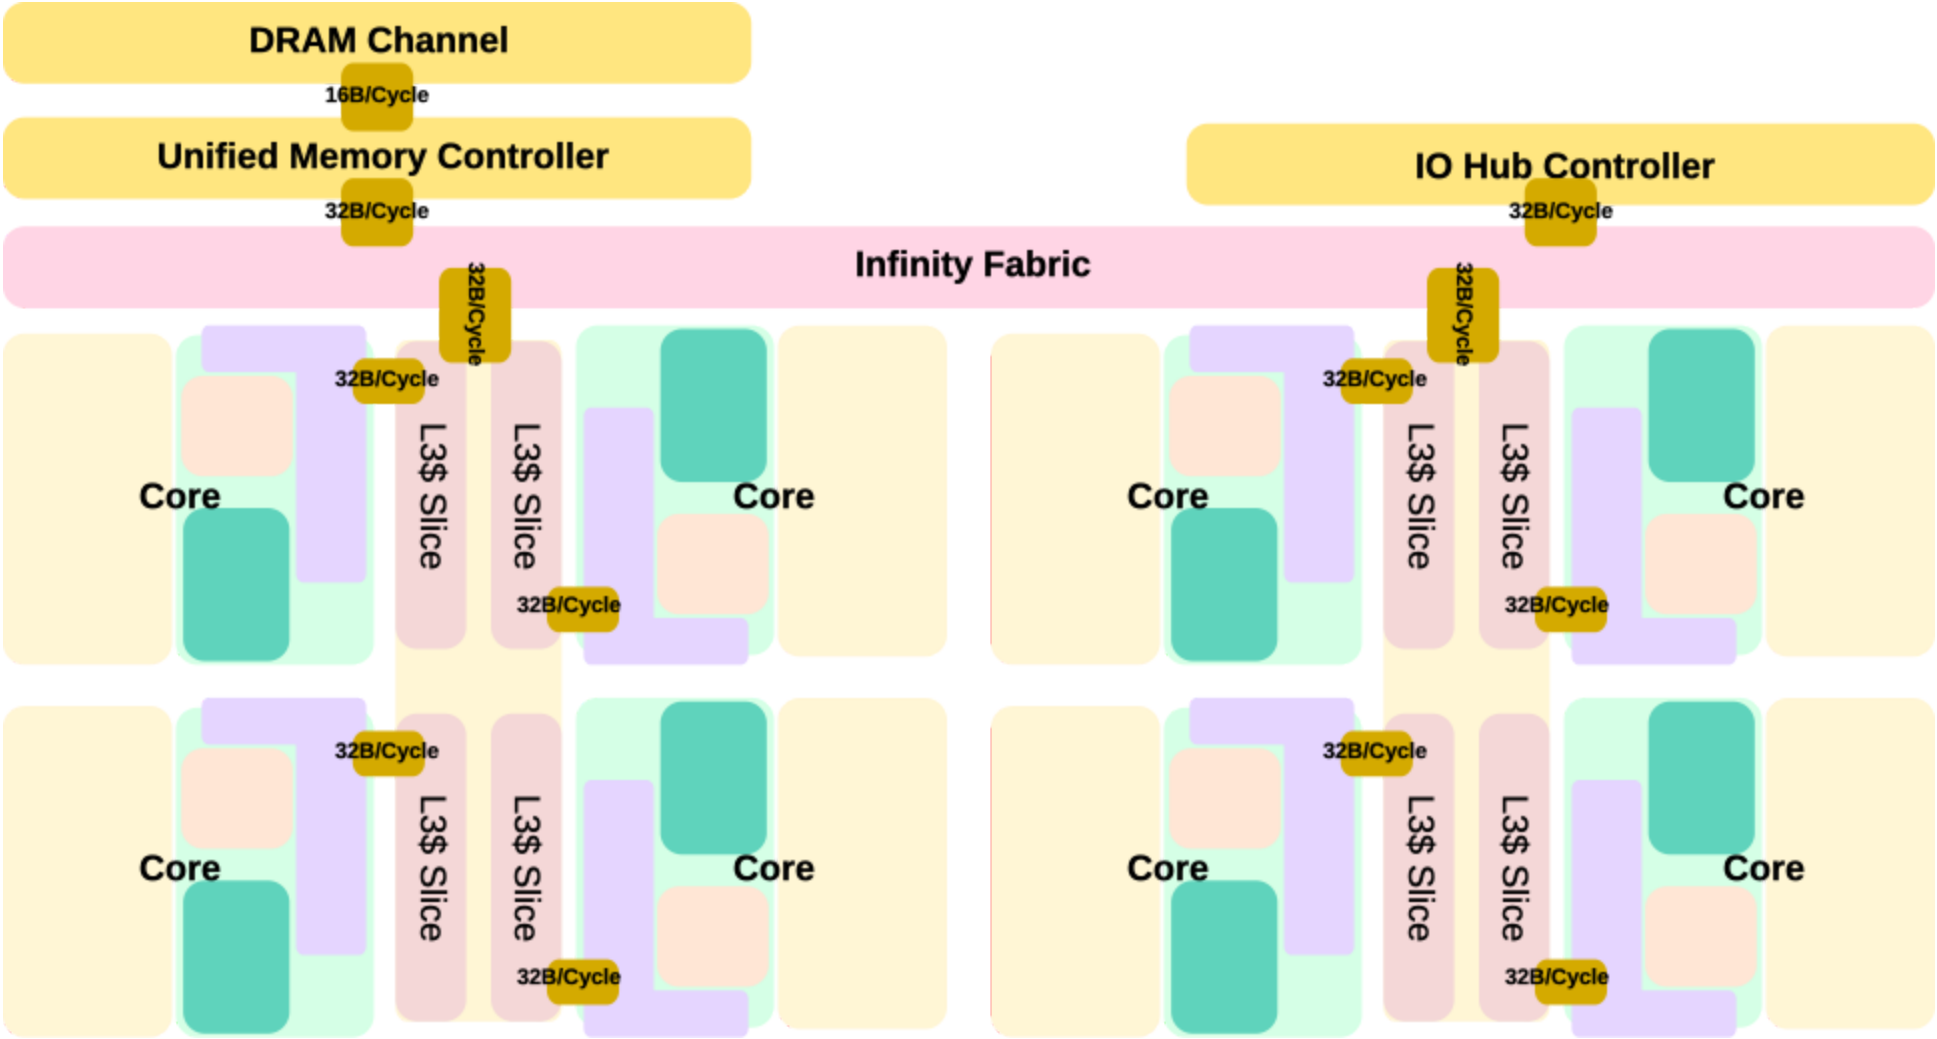 DRAM Channel
16B/Cycle
Unified Memory Controller
IO Hub Controller
32B/Cycle
32B/Cycle
Infinity Fabric
32B/Cycle
32B/Cycle
32B/Cycle
32B/Cycle
L3$ Slice
L3$ Slice
L3$ Slice
L3$ Slice
Core
Core
Core
Core
32B/Cycle
32B/Cycle
32B/Cycle
32B/Cycle
L3$ Slice
L3$ Slice
L3$ Slice
L3$ Slice
Core
Core
Core
Core
32B/Cycle
32B/Cycle